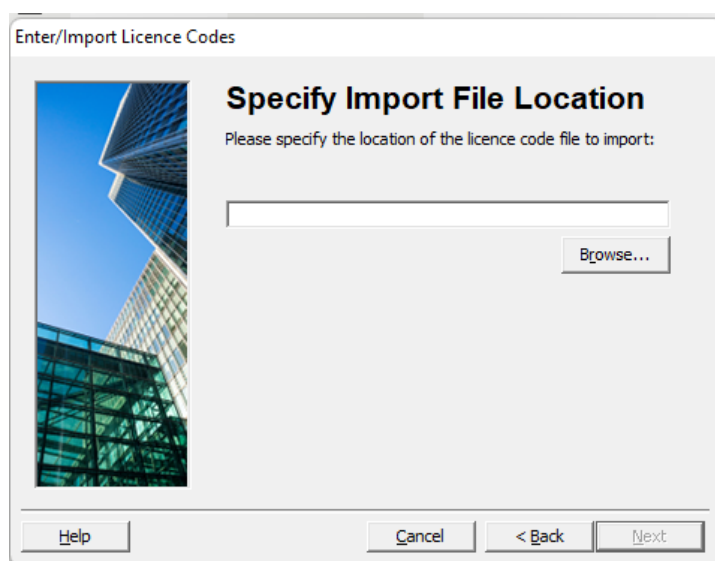 Enter/Import Licence Codes
Specify Import File Location
Please specify the location of the licence code file to import:
Browse...
Help
Cancel
< Back
Next